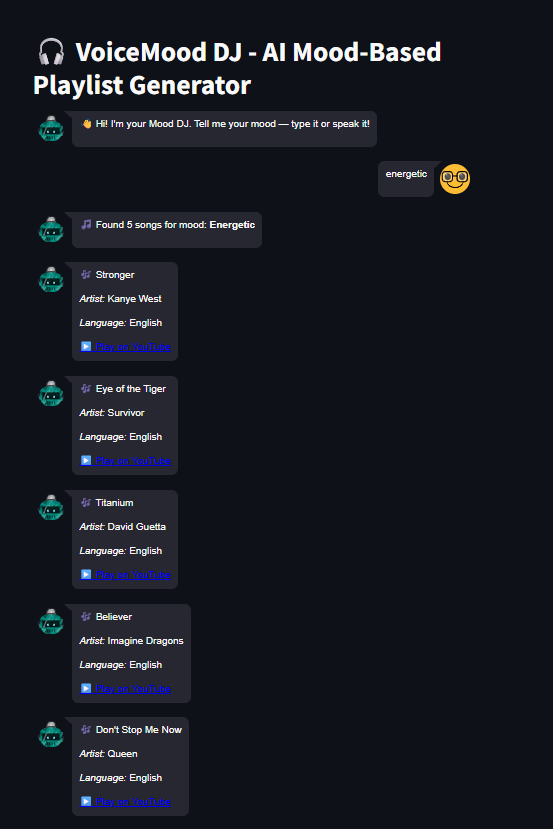 🎧 VoiceMood DJ - AI Mood-Based
Playlist Generator
👋 Hi! I'm your Mood DJ. Tell me your mood — type it or speak it!
energetic
🎵 Found 5 songs for mood: Energetic
🎶 Stronger
Artist: Kanye West
Language: English
▶️ Play on YouTube
🎶 Eye of the Tiger
Artist: Survivor
Language: English
▶️ Play on YouTube
🎶 Titanium
Artist: David Guetta
Language: English
▶️ Play on YouTube
🎶 Believer
Artist: Imagine Dragons
Language: English
▶️ Play on YouTube
🎶 Don't Stop Me Now
Artist: Queen
Language: English
▶️ Play on YouTube